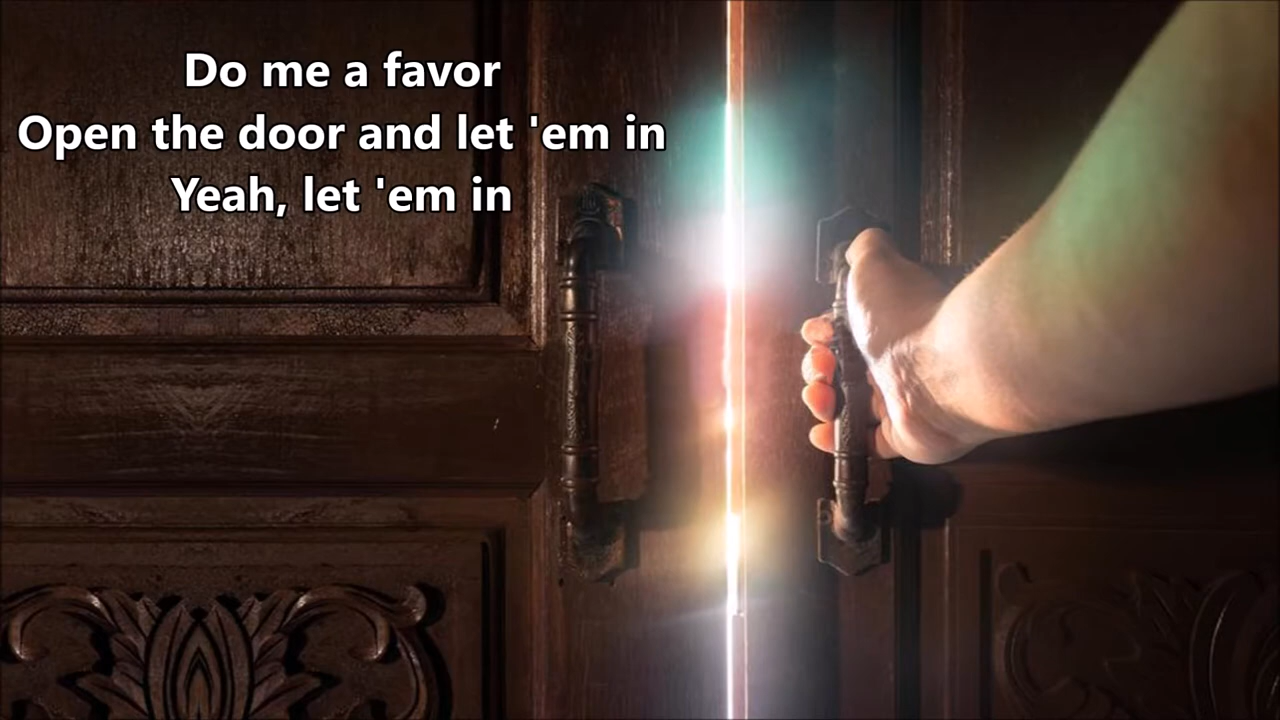 Do me a favor
Open the door and let 'em in
Yeah, let 'em in